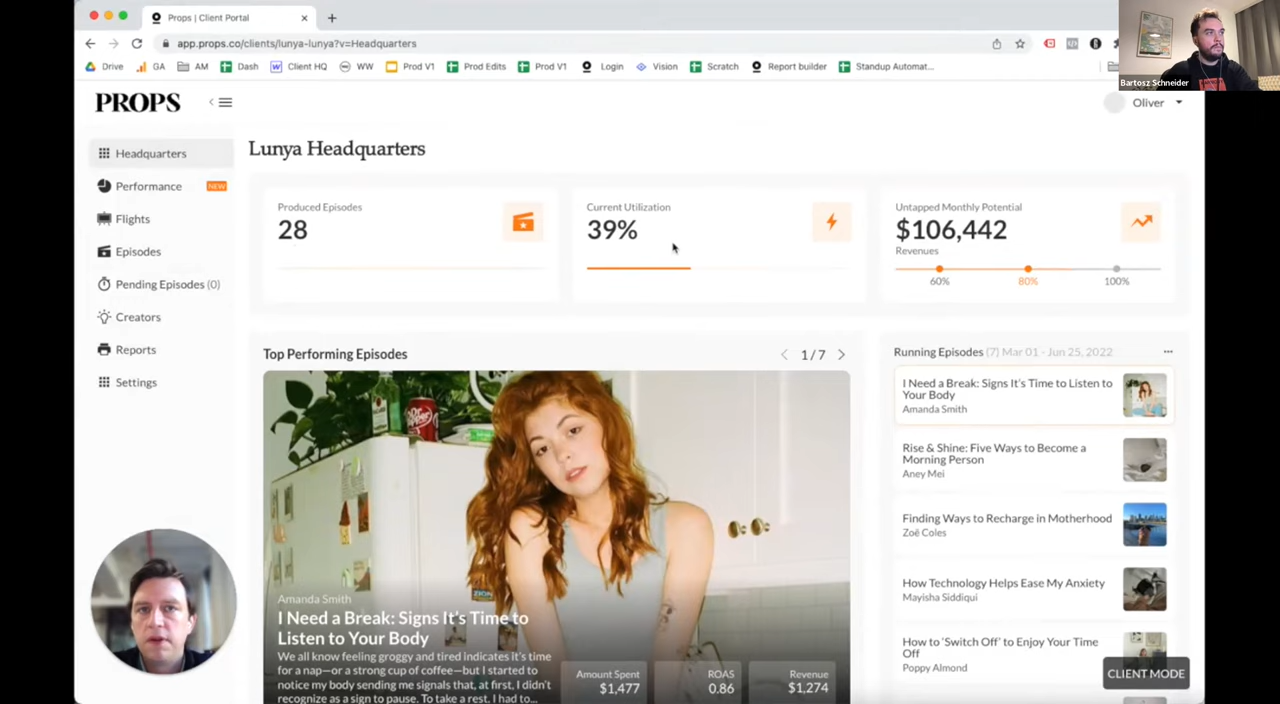 Props | Client Portal
app.props.co/clients/lunya-lunya?v=Headquarters
Drive GA AM Dash Client HQ WW Prod V1 Prod Edits Prod V1 Login Vision Scratch Report builder Standup Automat...
Bartosz Schneider
PROPS
Oliver
Headquarters
Performance NEW
Flights
Episodes
Pending Episodes (0)
Creators
Reports
Settings
Lunya Headquarters
Produced Episodes
28
Current Utilization
39%
Untapped Monthly Potential
$106,442
Revenues
60% 80% 100%
Top Performing Episodes
1 / 7
Dr Pepper
ZION
Amanda Smith
I Need a Break: Signs It's Time to
Listen to Your Body
We all know feeling groggy and tired indicates it's time
for a nap—or a strong cup of coffee—but I started to
notice my body sending me signals that, at first, I didn't
recognize as a sign to pause. To take a rest. I had to...
Amount Spent
$1,477
ROAS
0.86
Revenue
$1,274
Running Episodes (7) Mar 01 - Jun 25, 2022
I Need a Break: Signs It's Time to Listen to
Your Body
Amanda Smith
Rise & Shine: Five Ways to Become a
Morning Person
Aney Mei
Finding Ways to Recharge in Motherhood
Zoë Coles
How Technology Helps Ease My Anxiety
Mayisha Siddiqui
How to 'Switch Off' to Enjoy Your Time
Off
Poppy Almond
CLIENT MODE